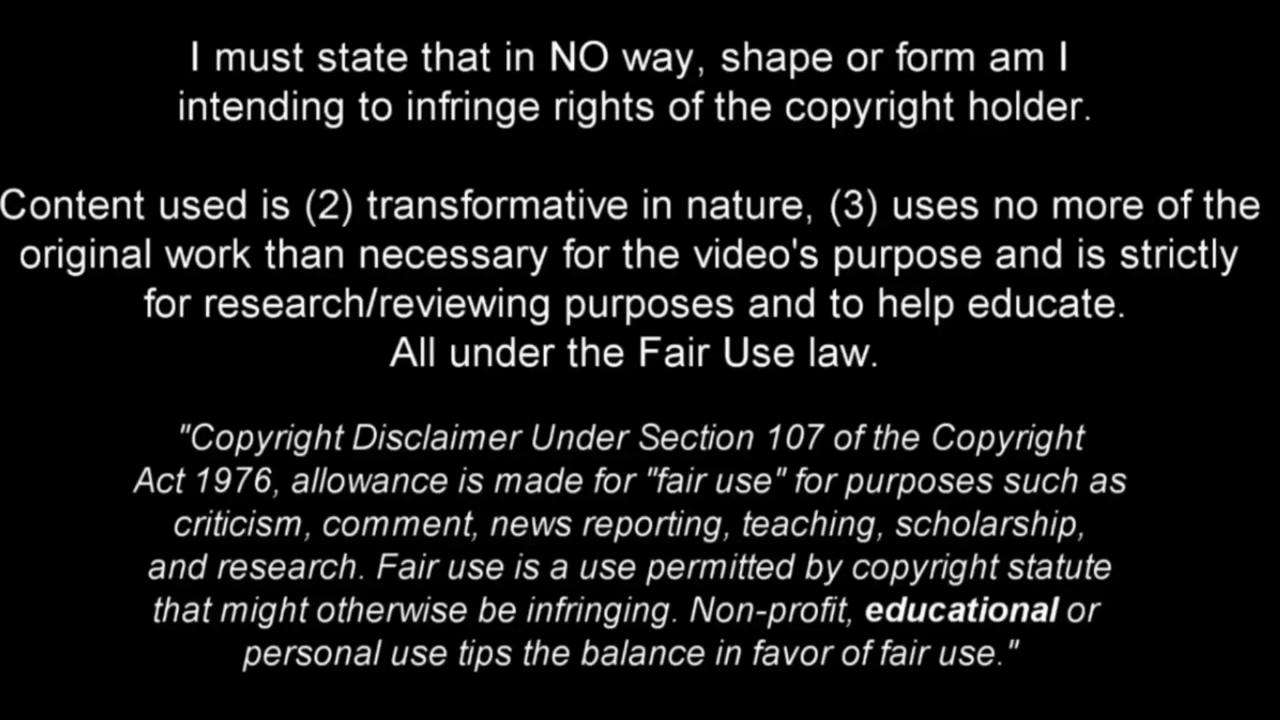 I must state that in NO way, shape or form am I
intending to infringe rights of the copyright holder.
Content used is (2) transformative in nature, (3) uses no more of the
original work than necessary for the video's purpose and is strictly
for research/reviewing purposes and to help educate.
All under the Fair Use law.
"Copyright Disclaimer Under Section 107 of the Copyright
Act 1976, allowance is made for "fair use" for purposes such as
criticism, comment, news reporting, teaching, scholarship,
and research. Fair use is a use permitted by copyright statute
that might otherwise be infringing. Non-profit, educational or
personal use tips the balance in favor of fair use."